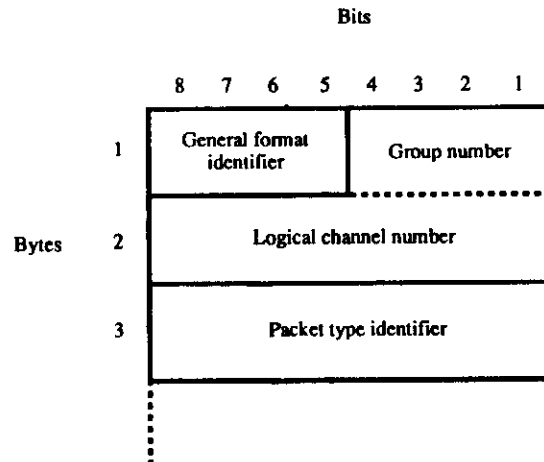 Bits
8 7 6 5 4 3 2 1
1
General format
identifier
Group number
Bytes
2
Logical channel number
3
Packet type identifier